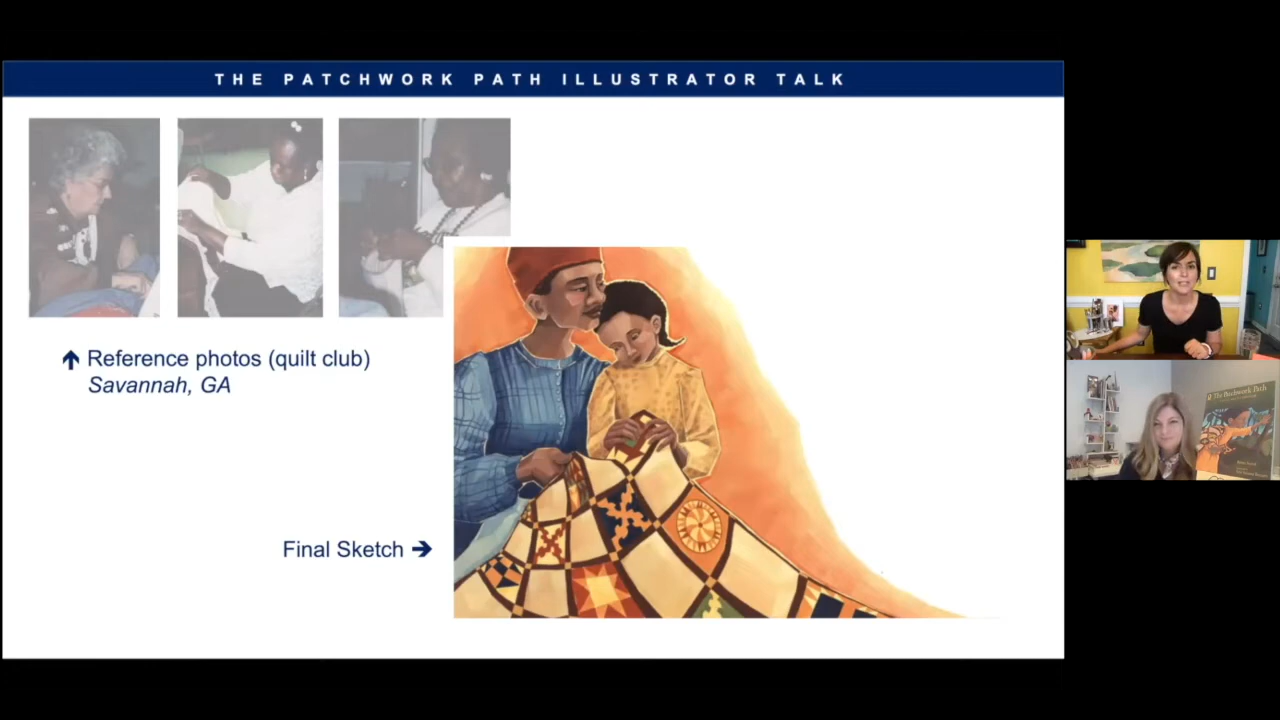 THE PATCHWORK PATH ILLUSTRATOR TALK
Reference photos (quilt club)
Savannah, GA
Final Sketch
The Patchwork Path